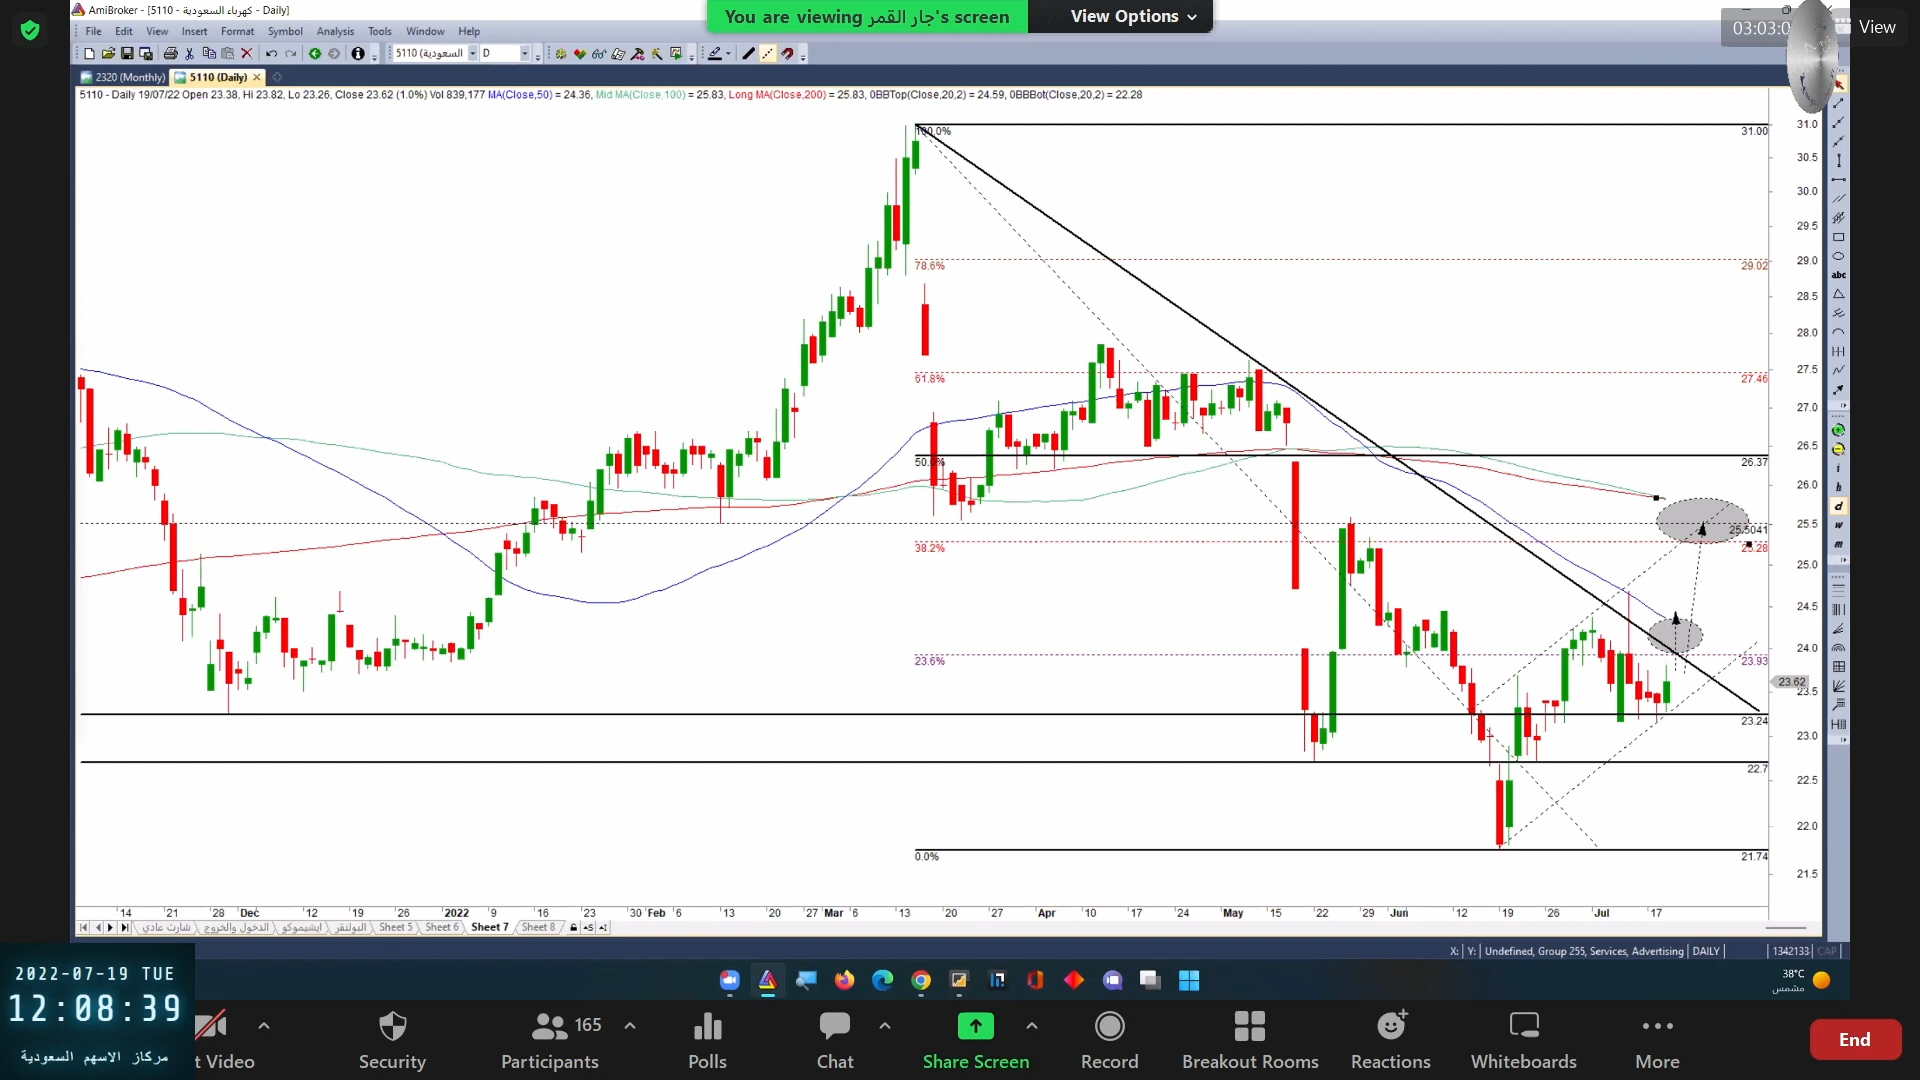 AmiBroker - [5110 - كهرباء السعودية - Daily]
You are viewing جار القمر's screen
View Options
03:03:0
View
File Edit View Insert Format Symbol Analysis Tools Window Help
5110 (السعودية D
2320 (Monthly) 5110 (Daily)
5110 - Daily 19/07/22 Open 23.38, Hi 23.82, Lo 23.26, Close 23.62 (1.0%) Vol 839,177 MA(Close,50) = 24.36, Mid MA(Close,100) = 25.83, Long MA(Close,200) = 25.83, 0BBTop(Close,20,2) = 24.59, 0BBBot(Close,20,2) = 22.28
100.0% 31.00 31.0
30.5
30.0
29.5
29.0
78.6% 29.02
28.5
28.0
27.5
61.8% 27.46
27.0
26.5
50.0% 26.37
26.0
25.5
25.5041
38.2% 25.28
25.0
24.5
24.0
23.6% 23.93
23.62
23.5
23.24
23.0
22.7
22.5
22.0
0.0% 21.74
21.5
14 21 28 Dec 12 19 26 2022 9 16 23 30 Feb 6 13 20 27 Mar 6 13 20 27 Apr 10 17 24 May 15 22 29 Jun 12 19 26 Jul 17
شارت عادي الدخول والخروج ايشيموكو البولنقر Sheet 5 Sheet 6 Sheet 7 Sheet 8
abc
i
h
d
w
m
X: Y: Undefined, Group 255, Services, Advertising DAILY 1342133 CAP
2022-07-19 TUE
12:08:39
مركاز الاسهم السعودية
38°C
مشمس
t Video
Security
165
Participants
Polls
Chat
Share Screen
Record
Breakout Rooms
Reactions
Whiteboards
More
End